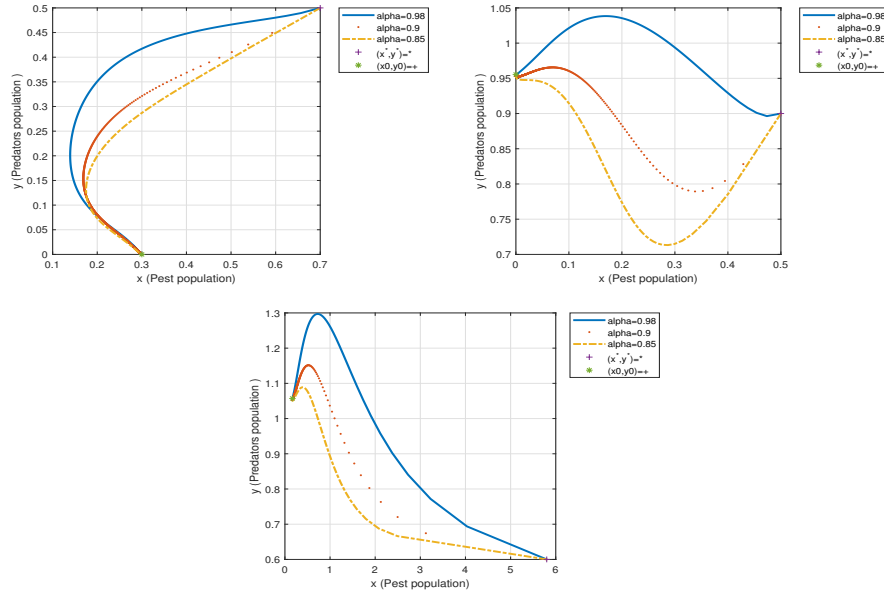 0.5
0.45
0.4
0.35
0.3
0.25
0.2
0.15
0.1
0.05
0
y (Predators population )
0.1 0.2 0.3 0.4 0.5 0.6 0.7
x (Pest population)
alpha=0.98
alpha=0.9
alpha=0.85
(x*,y*)=*
(x0,y0)=+
1.05
1
0.95
0.9
0.85
0.8
0.75
0.7
y (Predators population )
0 0.1 0.2 0.3 0.4 0.5
x (Pest population)
alpha=0.98
alpha=0.9
alpha=0.85
(x*,y*)=*
(x0,y0)=+
1.3
1.2
1.1
1
0.9
0.8
0.7
0.6
y (Predators population )
0 1 2 3 4 5 6
x (Pest population)
alpha=0.98
alpha=0.9
alpha=0.85
(x*,y*)=*
(x0,y0)=+